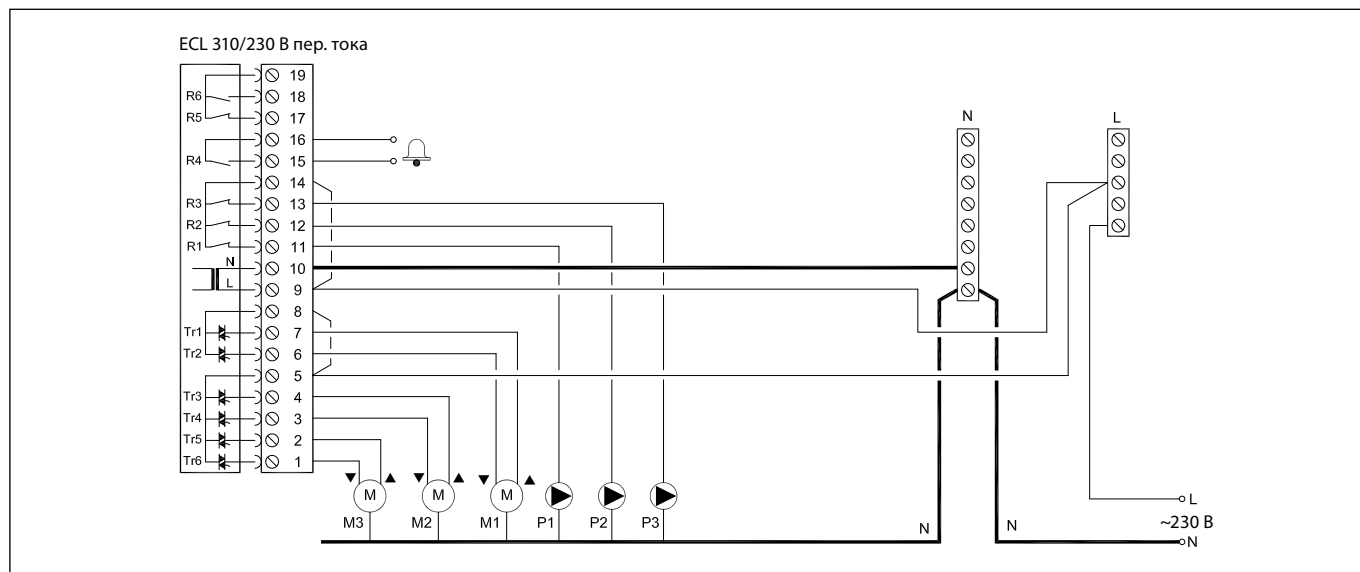 ECL 310/230 В пер. тока
19
R6 18
R5 17
16
R4 15
14
R3 13
R2 12
R1 11
N 10
L 9
8
Tr1 7
Tr2 6
5
Tr3 4
Tr4 3
Tr5 2
Tr6 1
N
L
M M M
M3 M2 M1 P1 P2 P3
N
N
L
~230 В
N